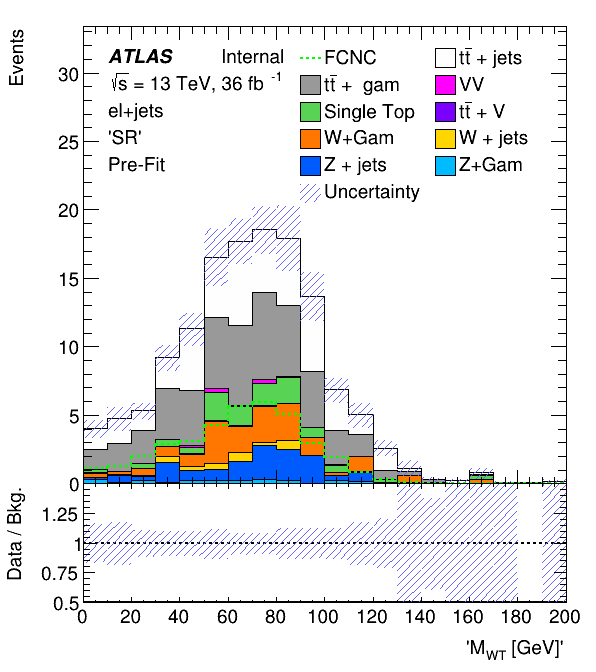 Events
ATLAS Internal
√s = 13 TeV, 36 fb -1
el+jets
'SR'
Pre-Fit
FCNC
tt̄ + jets
tt̄ + gam
VV
Single Top
tt̄ + V
W+Gam
W + jets
Z + jets
Z+Gam
Uncertainty
30
25
20
15
10
5
0
Data / Bkg.
1.25
1
0.75
0.5
0 20 40 60 80 100 120 140 160 180 200
'M_WT [GeV]'